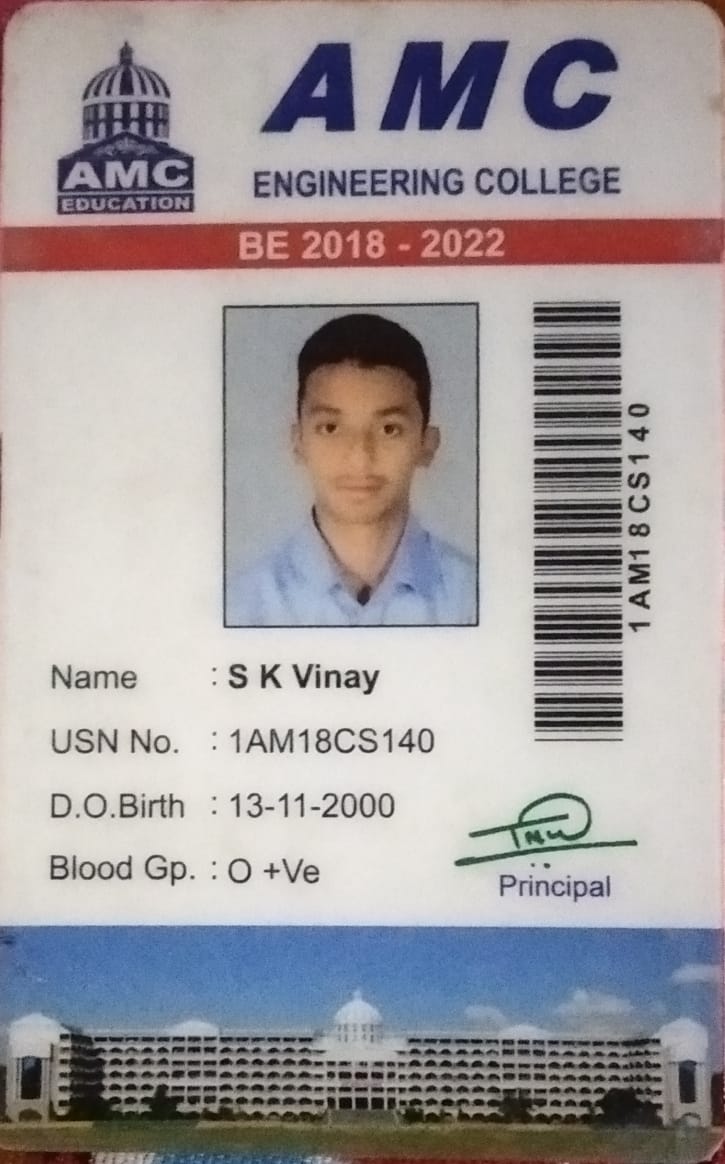 AMC
EDUCATION
AMC
ENGINEERING COLLEGE
BE 2018 - 2022
1AM18CS140
Name : S K Vinay
USN No. : 1AM18CS140
D.O.Birth : 13-11-2000
Blood Gp. : O +Ve
Principal